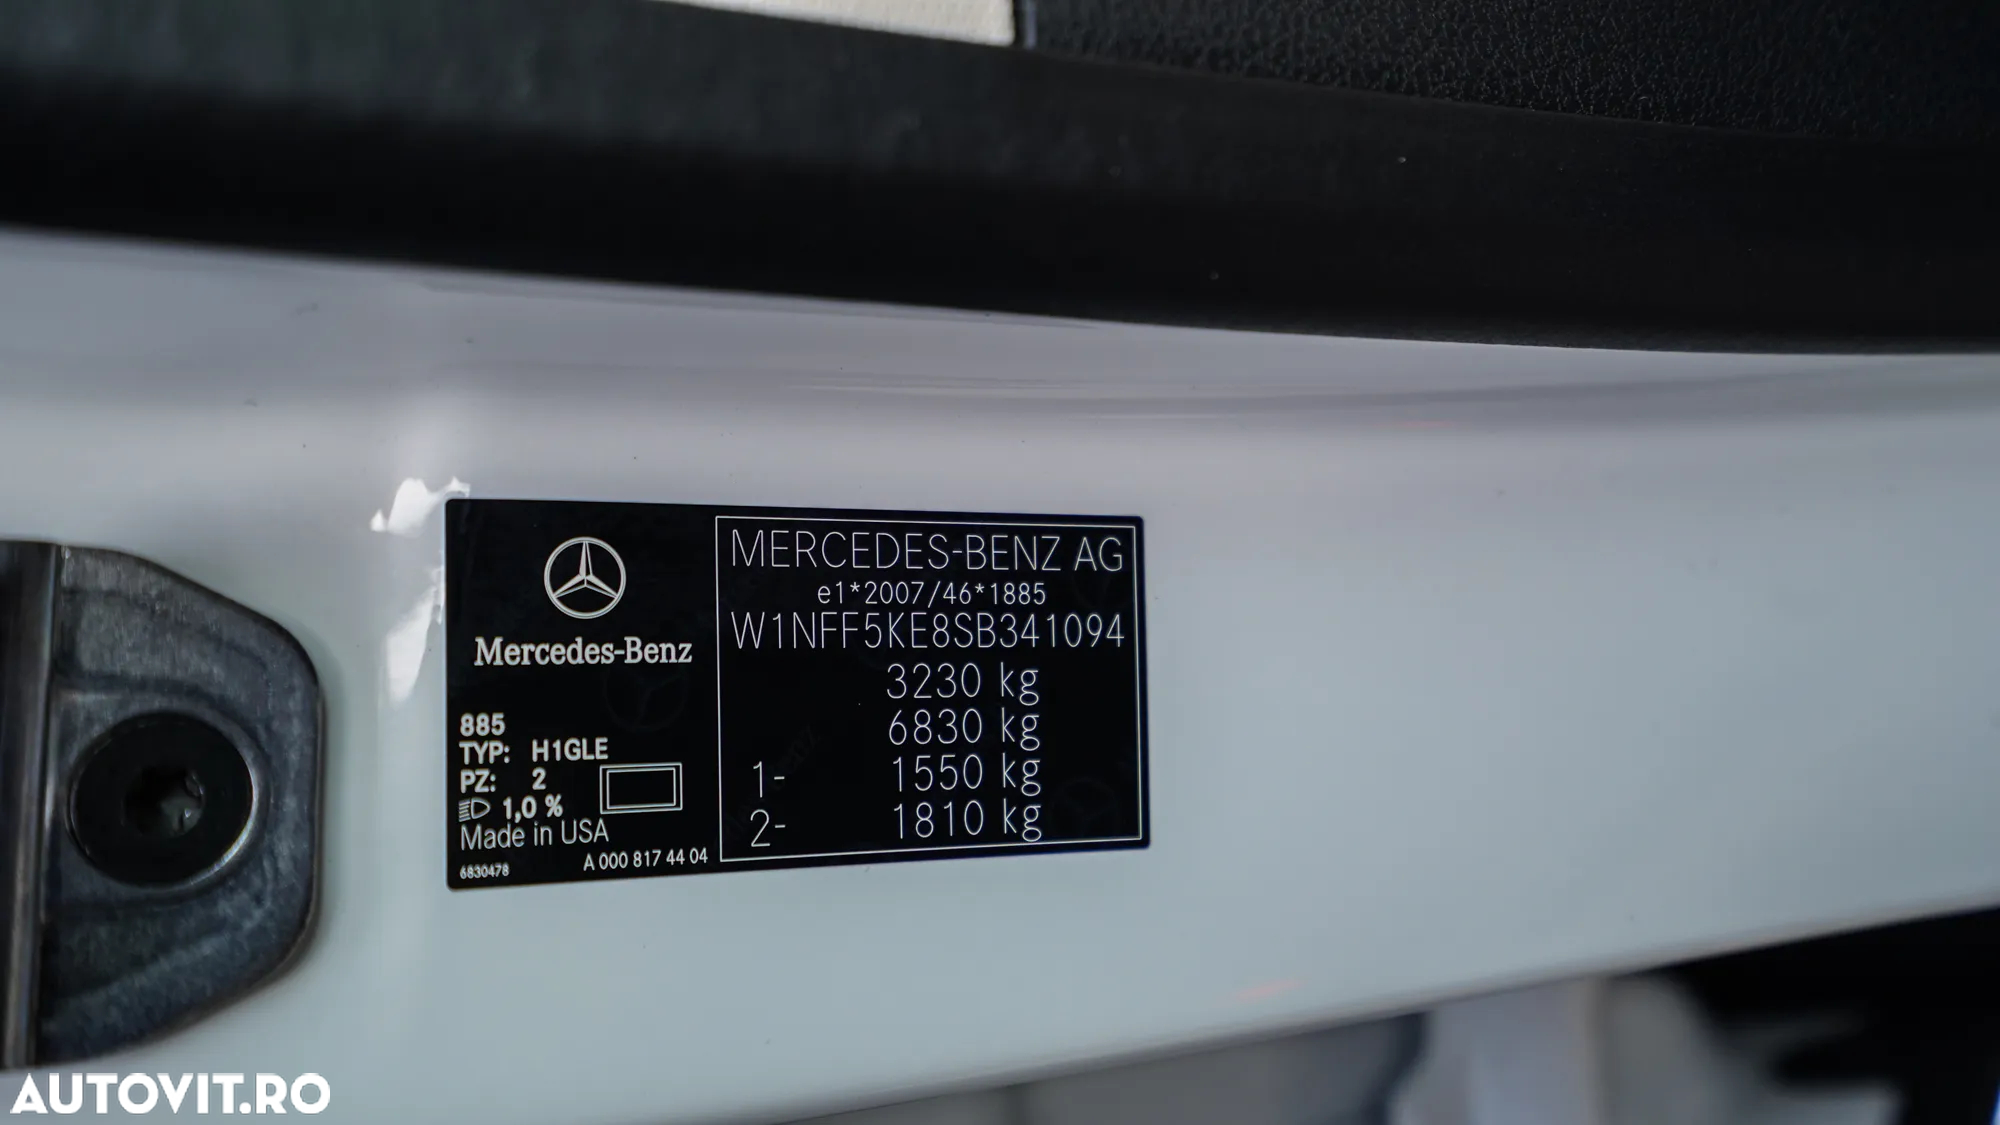 MERCEDES-BENZ AG
e1*2007/46*1885
W1NFF5KE8SB341094
3230 kg
6830 kg
1- 1550 kg
2- 1810 kg
Mercedes-Benz
885
TYP: H1GLE
PZ: 2
1,0 %
Made in USA
A 000 817 44 04
6830478
AUTOVIT.RO